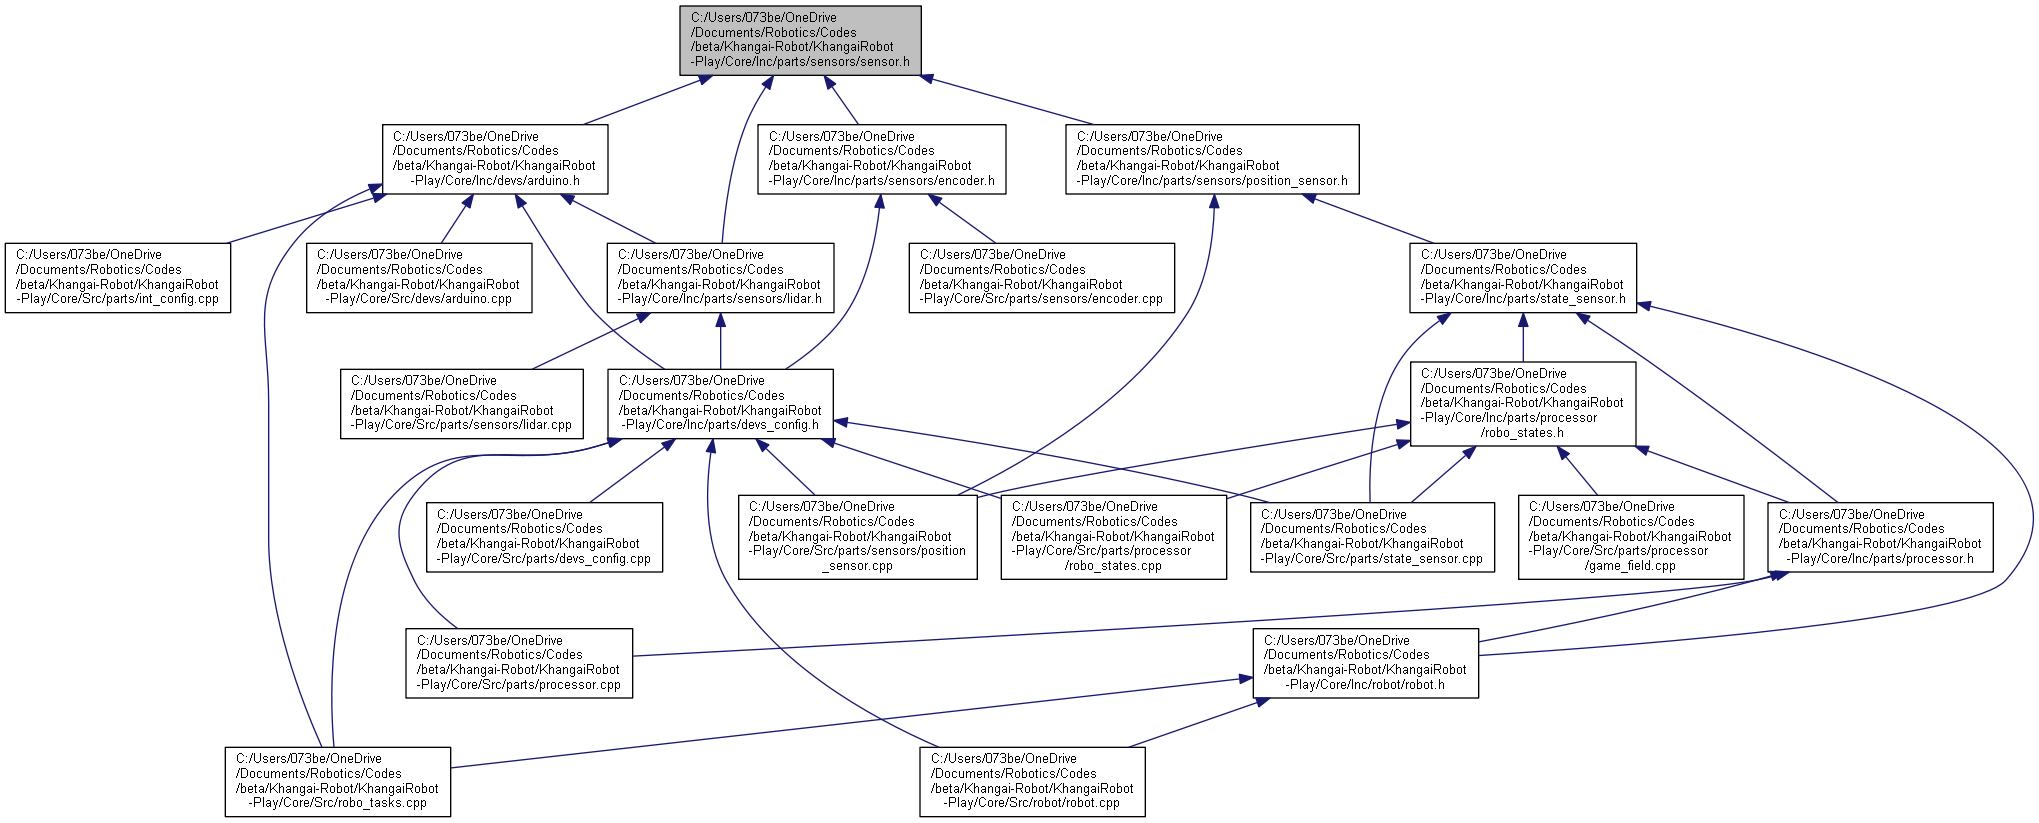 C:/Users/073be/OneDrive
/Documents/Robotics/Codes
/beta/Khangai-Robot/KhangaiRobot
-Play/Core/Inc/parts/sensors/sensor.h
C:/Users/073be/OneDrive
/Documents/Robotics/Codes
/beta/Khangai-Robot/KhangaiRobot
-Play/Core/Inc/devs/arduino.h
C:/Users/073be/OneDrive
/Documents/Robotics/Codes
/beta/Khangai-Robot/KhangaiRobot
-Play/Core/Inc/parts/sensors/encoder.h
C:/Users/073be/OneDrive
/Documents/Robotics/Codes
/beta/Khangai-Robot/KhangaiRobot
-Play/Core/Inc/parts/sensors/position_sensor.h
C:/Users/073be/OneDrive
/Documents/Robotics/Codes
/beta/Khangai-Robot/KhangaiRobot
-Play/Core/Src/parts/int_config.cpp
C:/Users/073be/OneDrive
/Documents/Robotics/Codes
/beta/Khangai-Robot/KhangaiRobot
-Play/Core/Src/devs/arduino.cpp
C:/Users/073be/OneDrive
/Documents/Robotics/Codes
/beta/Khangai-Robot/KhangaiRobot
-Play/Core/Inc/parts/sensors/lidar.h
C:/Users/073be/OneDrive
/Documents/Robotics/Codes
/beta/Khangai-Robot/KhangaiRobot
-Play/Core/Src/parts/sensors/encoder.cpp
C:/Users/073be/OneDrive
/Documents/Robotics/Codes
/beta/Khangai-Robot/KhangaiRobot
-Play/Core/Inc/parts/state_sensor.h
C:/Users/073be/OneDrive
/Documents/Robotics/Codes
/beta/Khangai-Robot/KhangaiRobot
-Play/Core/Src/parts/sensors/lidar.cpp
C:/Users/073be/OneDrive
/Documents/Robotics/Codes
/beta/Khangai-Robot/KhangaiRobot
-Play/Core/Inc/parts/devs_config.h
C:/Users/073be/OneDrive
/Documents/Robotics/Codes
/beta/Khangai-Robot/KhangaiRobot
-Play/Core/Inc/parts/processor
/robo_states.h
C:/Users/073be/OneDrive
/Documents/Robotics/Codes
/beta/Khangai-Robot/KhangaiRobot
-Play/Core/Src/parts/devs_config.cpp
C:/Users/073be/OneDrive
/Documents/Robotics/Codes
/beta/Khangai-Robot/KhangaiRobot
-Play/Core/Src/parts/sensors/position
_sensor.cpp
C:/Users/073be/OneDrive
/Documents/Robotics/Codes
/beta/Khangai-Robot/KhangaiRobot
-Play/Core/Src/parts/processor
/robo_states.cpp
C:/Users/073be/OneDrive
/Documents/Robotics/Codes
/beta/Khangai-Robot/KhangaiRobot
-Play/Core/Src/parts/state_sensor.cpp
C:/Users/073be/OneDrive
/Documents/Robotics/Codes
/beta/Khangai-Robot/KhangaiRobot
-Play/Core/Src/parts/processor
/game_field.cpp
C:/Users/073be/OneDrive
/Documents/Robotics/Codes
/beta/Khangai-Robot/KhangaiRobot
-Play/Core/Inc/parts/processor.h
C:/Users/073be/OneDrive
/Documents/Robotics/Codes
/beta/Khangai-Robot/KhangaiRobot
-Play/Core/Src/parts/processor.cpp
C:/Users/073be/OneDrive
/Documents/Robotics/Codes
/beta/Khangai-Robot/KhangaiRobot
-Play/Core/Inc/robot/robot.h
C:/Users/073be/OneDrive
/Documents/Robotics/Codes
/beta/Khangai-Robot/KhangaiRobot
-Play/Core/Src/robo_tasks.cpp
C:/Users/073be/OneDrive
/Documents/Robotics/Codes
/beta/Khangai-Robot/KhangaiRobot
-Play/Core/Src/robot/robot.cpp